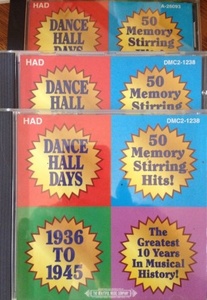 HAD
DANCE
HALL
DAYS
50
Memory
Stirring
HAD
DMC2-1238
DANCE
HALL
50
Memory
Stirring
HAD
DMC2-1238
DANCE
HALL
DAYS
50
Memory
Stirring
Hits!
1936
TO
1945
The
Greatest
10 Years
In Musical
History!